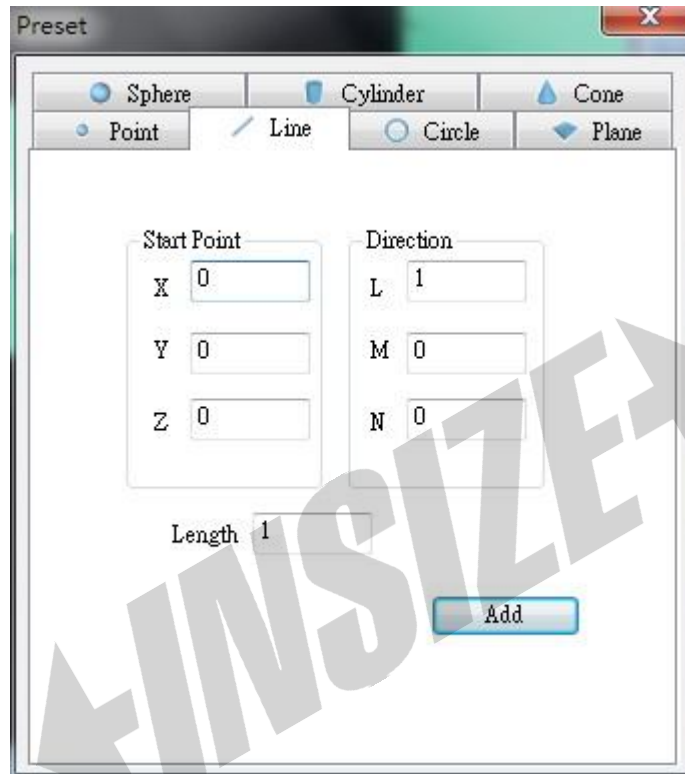 Preset
Sphere Cylinder Cone
Point Line Circle Plane
Start Point Direction
X 0 L 1
Y 0 M 0
Z 0 N 0
Length 1
Add
INSIZE